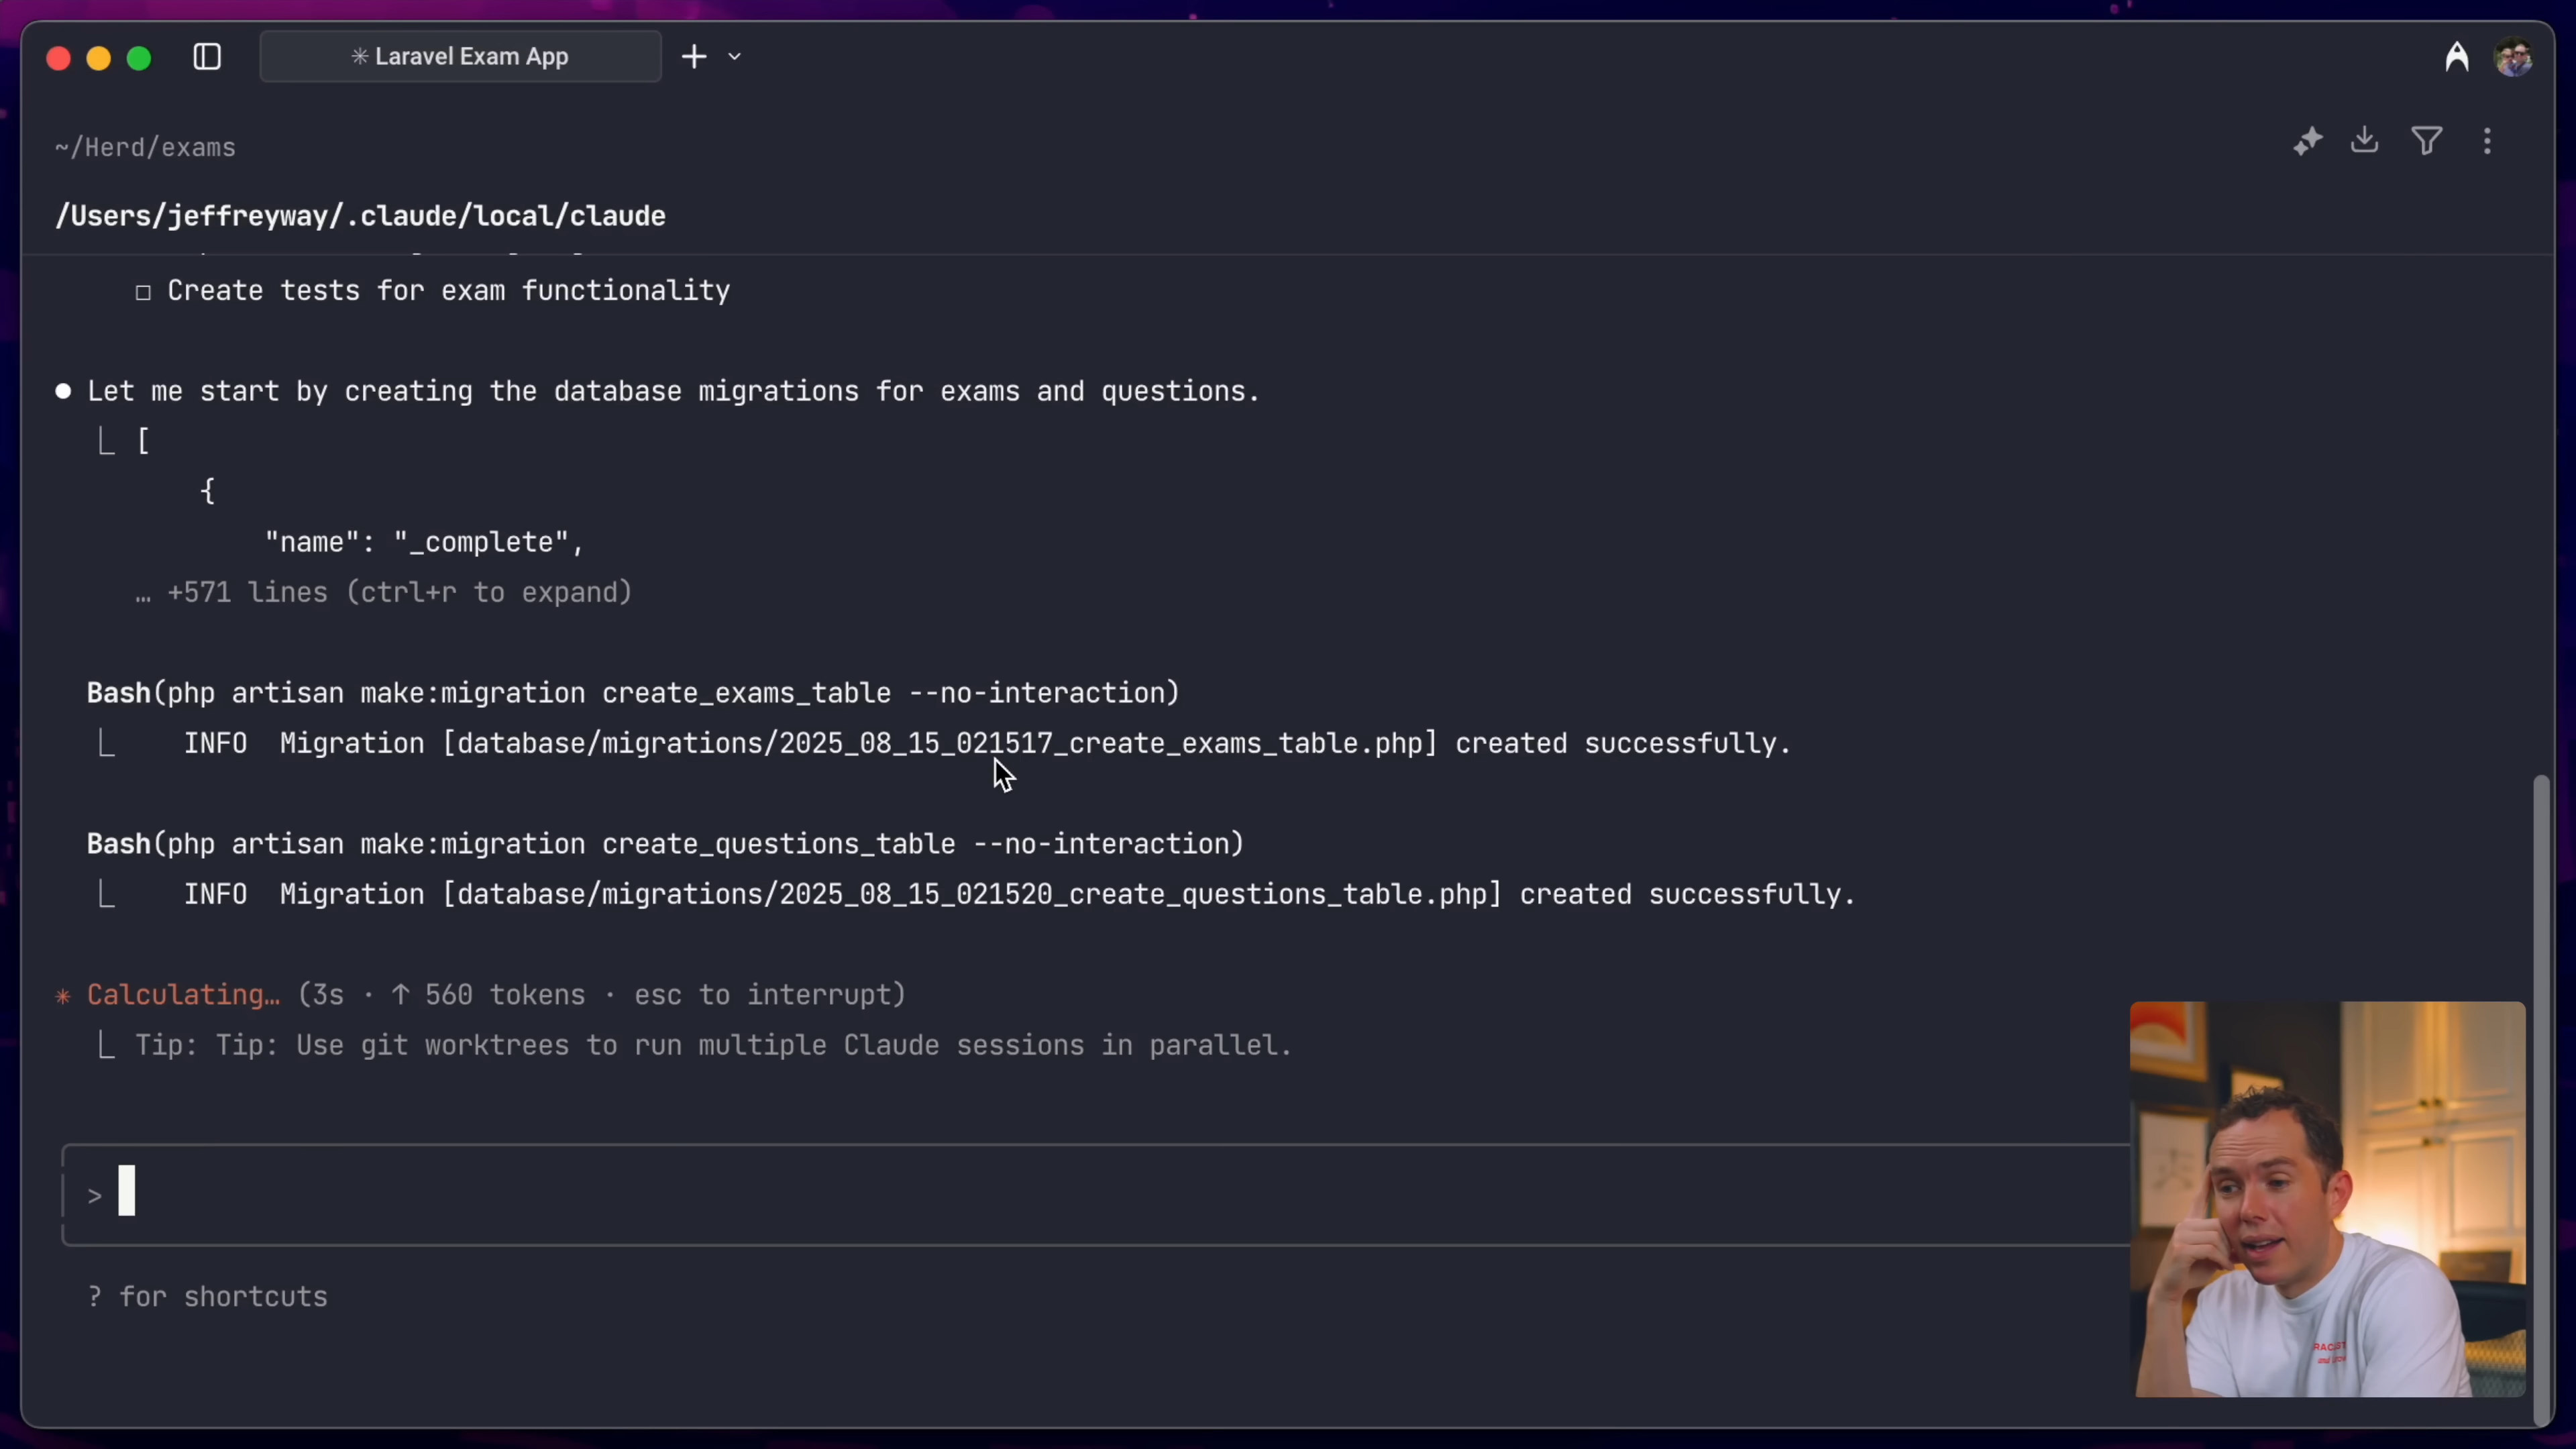 ✳ Laravel Exam App
~/Herd/exams
/Users/jeffreyway/.claude/local/claude
☐ Create tests for exam functionality
● Let me start by creating the database migrations for exams and questions.
⎿ [
{
"name": "_complete",
… +571 lines (ctrl+r to expand)
Bash(php artisan make:migration create_exams_table --no-interaction)
⎿ INFO Migration [database/migrations/2025_08_15_021517_create_exams_table.php] created successfully.
Bash(php artisan make:migration create_questions_table --no-interaction)
⎿ INFO Migration [database/migrations/2025_08_15_021520_create_questions_table.php] created successfully.
✳ Calculating… (3s · ↑ 560 tokens · esc to interrupt)
⎿ Tip: Tip: Use git worktrees to run multiple Claude sessions in parallel.
>
? for shortcuts